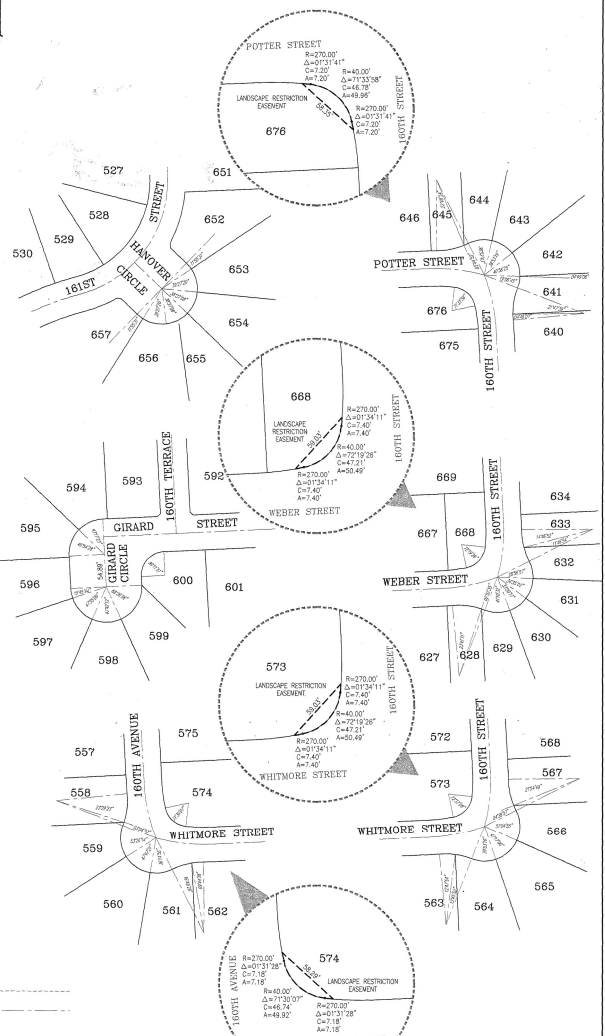 POTTER STREET
R=270.00'
Δ=01°31'41"
C=7.20'
A=7.20'
R=40.00'
Δ=71°33'58"
C=46.78'
A=49.96'
R=270.00'
Δ=01°31'41"
C=7.20'
A=7.20'
58.35'
LANDSCAPE RESTRICTION
EASEMENT
676
160TH STREET
527
651
528
529
530
STREET
652
HANOVER
CIRCLE
161ST
653
654
655
656
657
644
645
646
643
642
641
640
POTTER STREET
676
675
160TH STREET
668
LANDSCAPE
RESTRICTION
EASEMENT
R=270.00'
Δ=01°34'11"
C=7.40'
A=7.40'
59.03'
R=40.00'
Δ=72°19'26"
C=47.21'
A=50.49'
R=270.00'
Δ=01°34'11"
C=7.40'
A=7.40'
160TH STREET
WEBER STREET
594
593
160TH TERRACE
592
595
GIRARD
STREET
54.89'
GIRARD
CIRCLE
596
600
601
597
598
599
669
160TH STREET
634
667
668
633
632
WEBER STREET
631
627
628
629
630
573
LANDSCAPE RESTRICTION
EASEMENT
R=270.00'
Δ=01°34'11"
C=7.40'
A=7.40'
59.03'
R=40.00'
Δ=72°19'26"
C=47.21'
A=50.49'
R=270.00'
Δ=01°34'11"
C=7.40'
A=7.40'
160TH STREET
WHITMORE STREET
557
160TH AVENUE
575
558
574
WHITMORE STREET
559
560
561
562
572
160TH STREET
568
573
567
WHITMORE STREET
566
563
564
565
574
R=270.00'
Δ=01°31'28"
C=7.18'
A=7.18'
58.29'
LANDSCAPE RESTRICTION
EASEMENT
R=40.00'
Δ=71°30'07"
C=46.74'
A=49.92'
R=270.00'
Δ=01°31'28"
C=7.18'
A=7.18'
160TH AVENUE